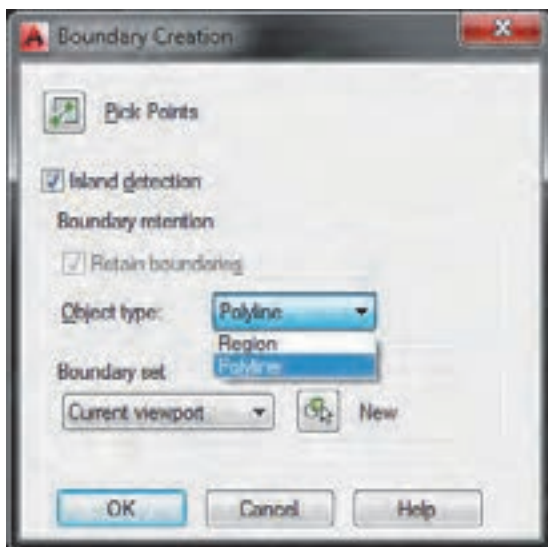 Boundary Creation
Pick Points
Island detection
Boundary retention
Retain boundaries
Object type: Polyline
Region
Polyline
Boundary set
Current viewport New
OK Cancel Help